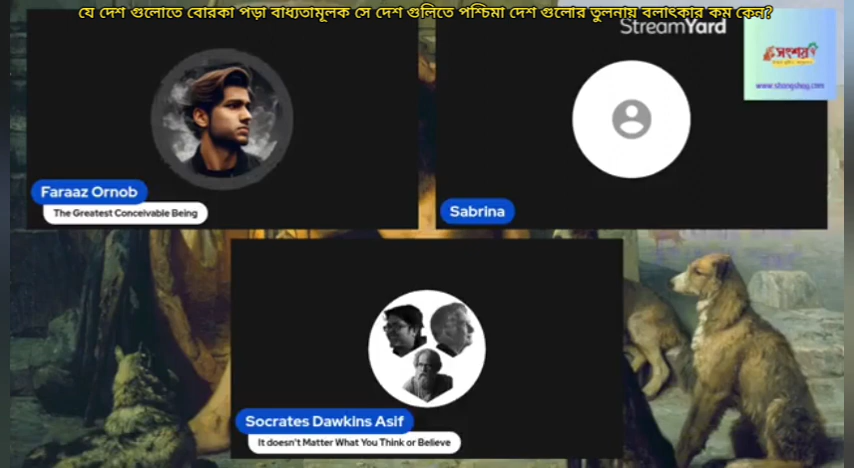 যে দেশ গুলোতে বোরকা পড়া বাধ্যতামূলক সে দেশ গুলিতে পশ্চিমা দেশ গুলোর তুলনায় বলাৎকার কম কেন?
StreamYard
সংশয়
www.shongshoy.com
Faraaz Ornob
The Greatest Conceivable Being
Sabrina
Socrates Dawkins Asif
It doesn't Matter What You Think or Believe